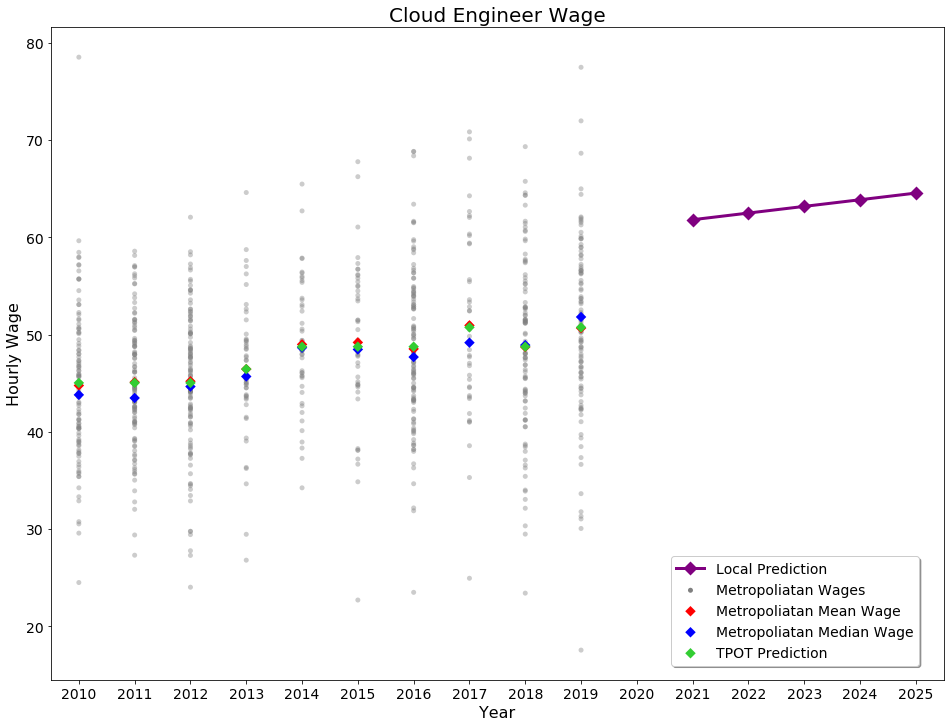 Cloud Engineer Wage
80
70
60
50
40
30
20
Hourly Wage
2010 2011 2012 2013 2014 2015 2016 2017 2018 2019 2020 2021 2022 2023 2024 2025
Year
Local Prediction
Metropoliatan Wages
Metropoliatan Mean Wage
Metropoliatan Median Wage
TPOT Prediction